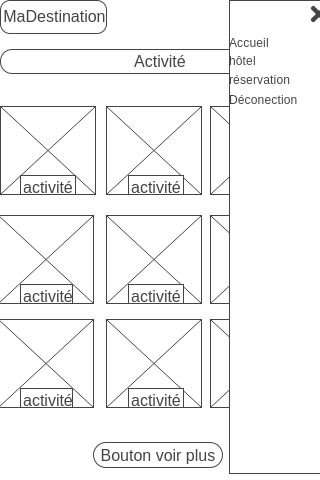 MaDestination
Accueil
Activité
hôtel
réservation
Déconection
activité
activité
activité
activité
activité
activité
Bouton voir plus